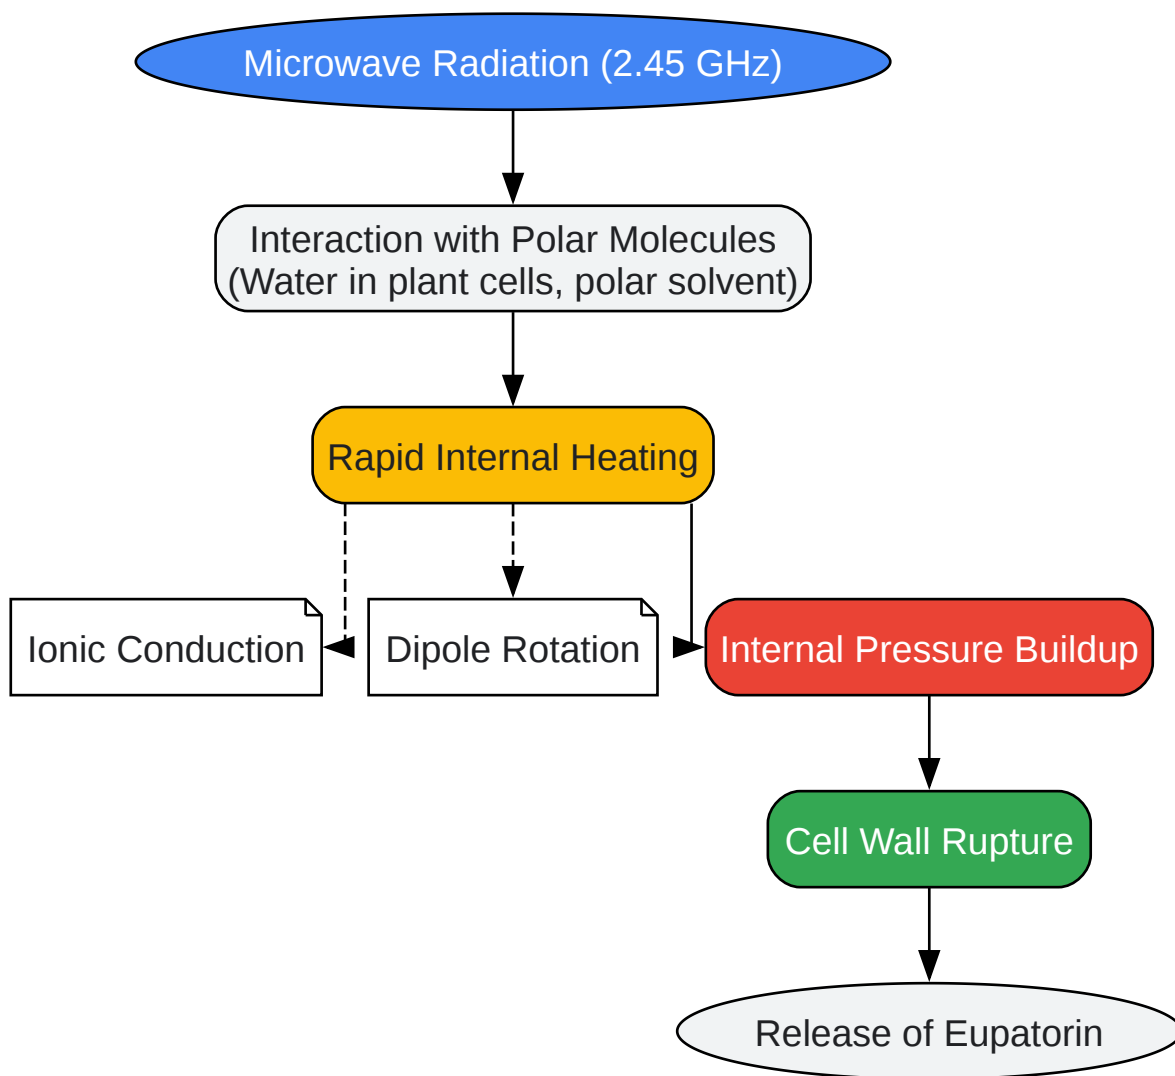 Microwave Radiation (2.45 GHz)
Interaction with Polar Molecules
(Water in plant cells, polar solvent)
Rapid Internal Heating
Ionic Conduction
Dipole Rotation
Internal Pressure Buildup
Cell Wall Rupture
Release of Eupatorin